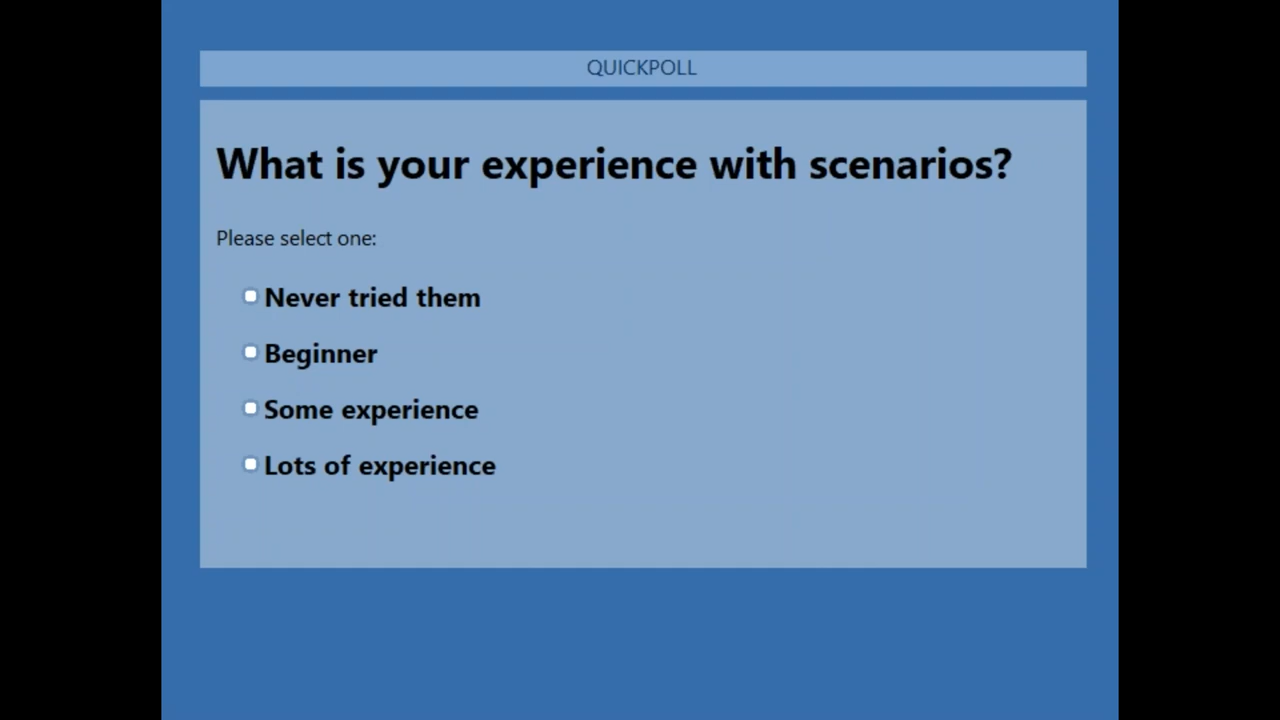 QUICKPOLL
What is your experience with scenarios?
Please select one:
Never tried them
Beginner
Some experience
Lots of experience